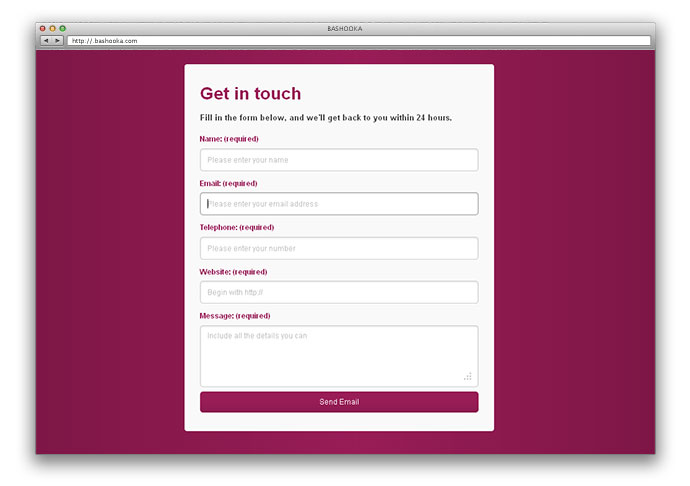 BASHOOKA
http://.bashooka.com
Get in touch
Fill in the form below, and we'll get back to you within 24 hours.
Name: (required)
Please enter your name
Email: (required)
Please enter your email address
Telephone: (required)
Please enter your number
Website: (required)
Begin with http://
Message: (required)
Include all the details you can
Send Email